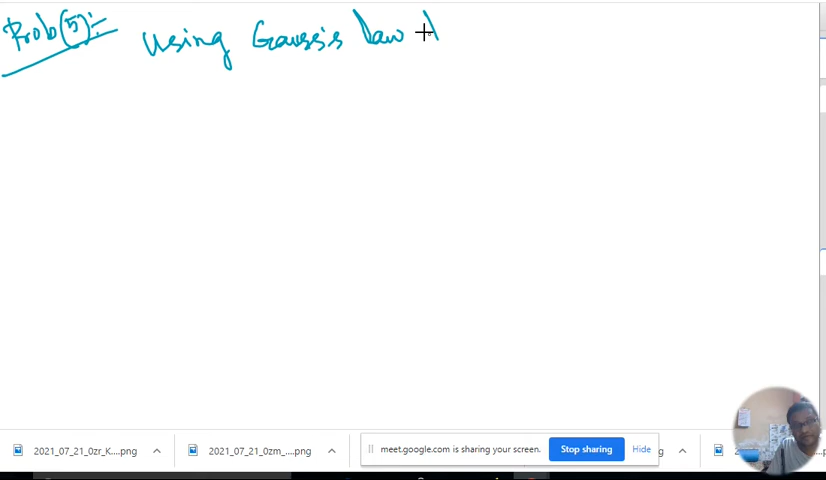 Prob(5):- Using Gauss's law
2021_07_21_0zr_K....png 2021_07_21_0zm_....png meet.google.com is sharing your screen. Stop sharing Hide g ....png